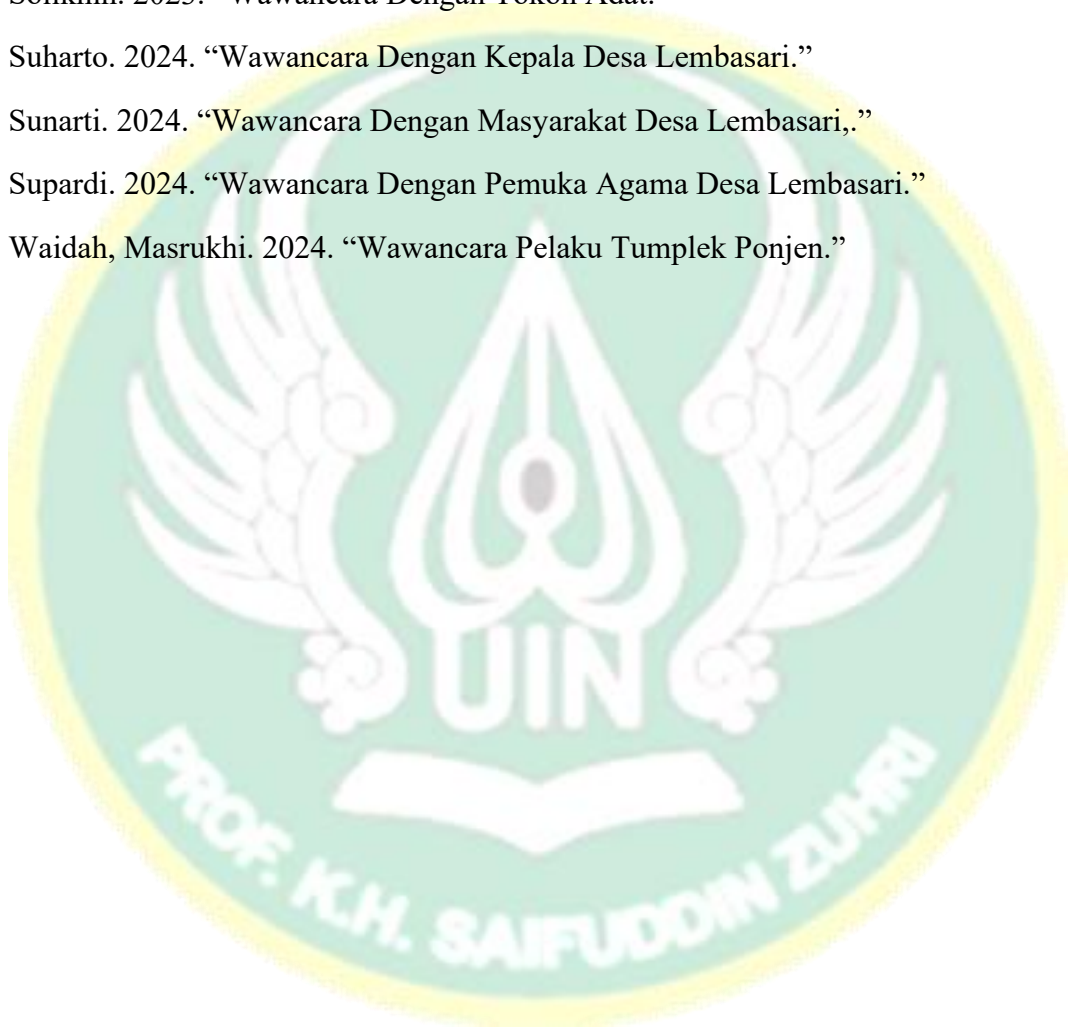 Suharto. 2024. “Wawancara Dengan Kepala Desa Lembasari.”
Sunarti. 2024. “Wawancara Dengan Masyarakat Desa Lembasari,.”
Supardi. 2024. “Wawancara Dengan Pemuka Agama Desa Lembasari.”
Waidah, Masrukhi. 2024. “Wawancara Pelaku Tumplek Ponjen.”
UIN
PROF. K.H. SAIFUDDIN ZUHRI